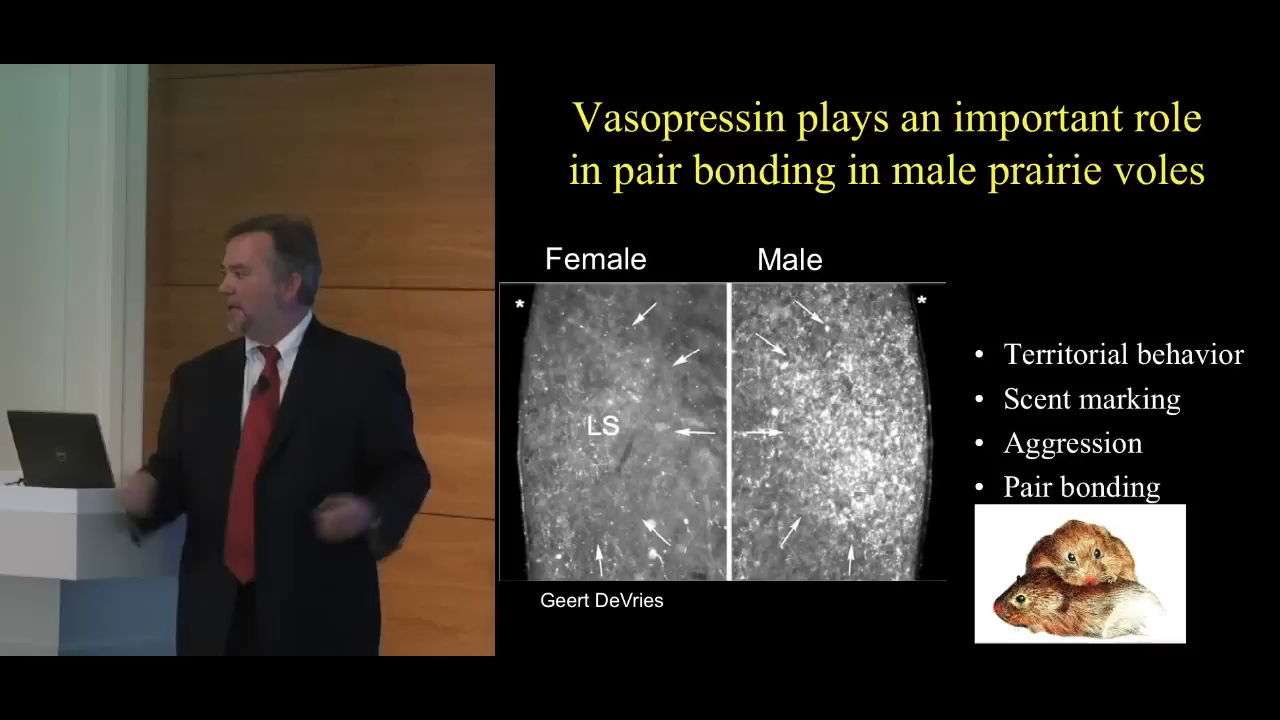 Vasopressin plays an important role
in pair bonding in male prairie voles
Female
Male
*
*
LS
• Territorial behavior
• Scent marking
• Aggression
• Pair bonding
Geert DeVries